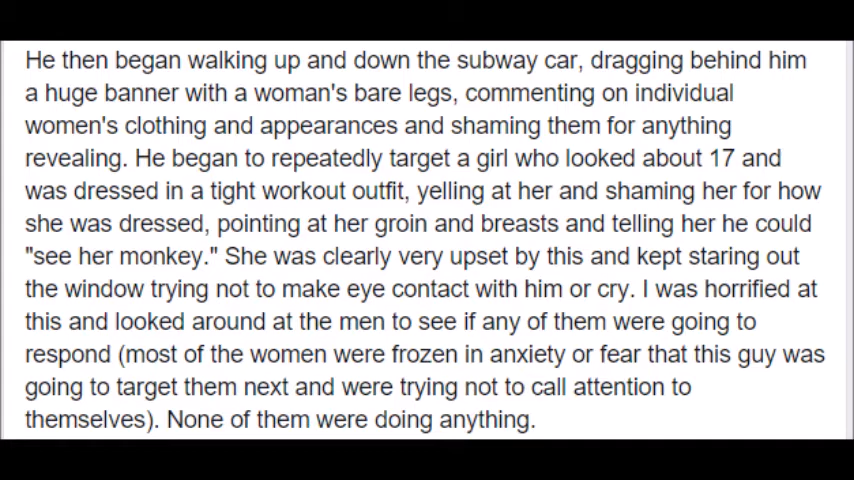 He then began walking up and down the subway car, dragging behind him
a huge banner with a woman's bare legs, commenting on individual
women's clothing and appearances and shaming them for anything
revealing. He began to repeatedly target a girl who looked about 17 and
was dressed in a tight workout outfit, yelling at her and shaming her for how
she was dressed, pointing at her groin and breasts and telling her he could
"see her monkey." She was clearly very upset by this and kept staring out
the window trying not to make eye contact with him or cry. I was horrified at
this and looked around at the men to see if any of them were going to
respond (most of the women were frozen in anxiety or fear that this guy was
going to target them next and were trying not to call attention to
themselves). None of them were doing anything.